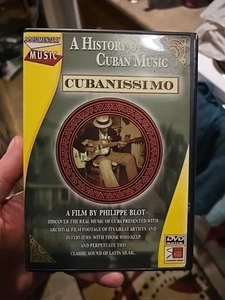 DOCUMENTARY
MUSIC
A HISTORY OF
CUBAN MUSIC
CUBANISSIMO
A FILM BY PHILIPPE BLOT
DISCOVER THE REAL MUSIC OF CUBA PRESENTED WITH
ARCHIVAL FILM FOOTAGE OF ITS GREAT ARTISTS AND
INTERVIEWS WITH THOSE WHO KEEP
AND PERPETUATE THIS
CLASSIC SOUND OF LATIN MUSIC.
DVD